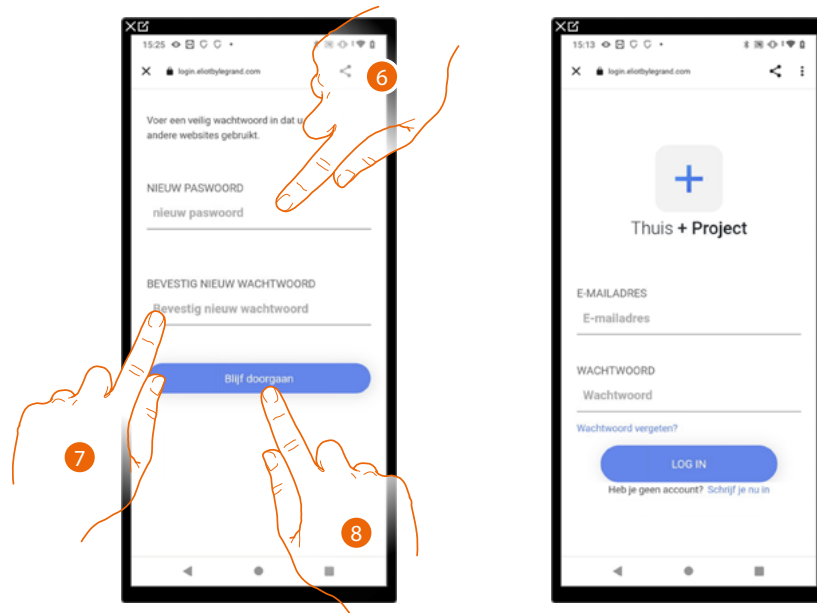 15:25
login.eliotbylegrand.com
Voer een veilig wachtwoord in dat u
andere websites gebruikt.
NIEUW PASWOORD
nieuw paswoord
BEVESTIG NIEUW WACHTWOORD
Bevestig nieuw wachtwoord
Blijf doorgaan
6
7
8
15:13
login.eliotbylegrand.com
Thuis + Project
E-MAILADRES
E-mailadres
WACHTWOORD
Wachtwoord
Wachtwoord vergeten?
LOG IN
Heb je geen account? Schrijf je nu in